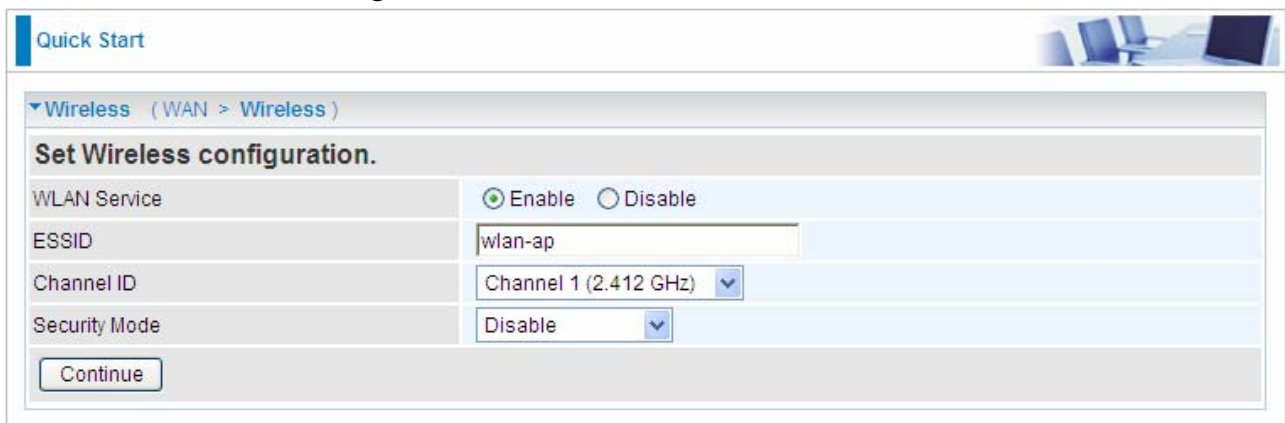 Quick Start
Wireless (WAN > Wireless)
Set Wireless configuration.
WLAN Service Enable Disable
ESSID wlan-ap
Channel ID Channel 1 (2.412 GHz)
Security Mode Disable
Continue